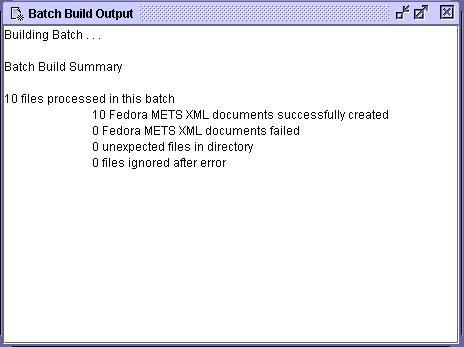 Batch Build Output
Building Batch . . .
Batch Build Summary
10 files processed in this batch
10 Fedora METS XML documents successfully created
0 Fedora METS XML documents failed
0 unexpected files in directory
0 files ignored after error